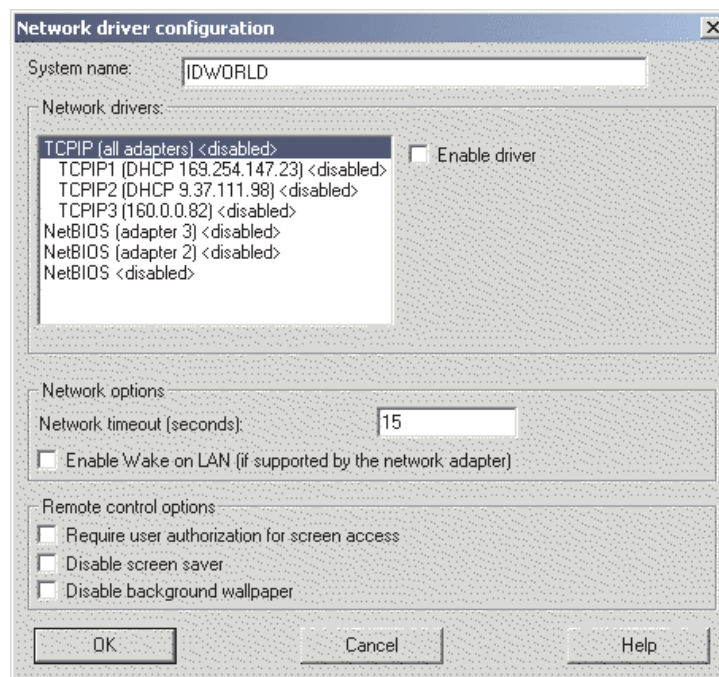 Network driver configuration
System name: IDWORLD
Network drivers:
TCPIP (all adapters) <disabled>
TCPIP1 (DHCP 169.254.147.23) <disabled>
TCPIP2 (DHCP 9.37.111.98) <disabled>
TCPIP3 (160.0.0.82) <disabled>
NetBIOS (adapter 3) <disabled>
NetBIOS (adapter 2) <disabled>
NetBIOS <disabled>
Enable driver
Network options
Network timeout (seconds): 15
Enable Wake on LAN (if supported by the network adapter)
Remote control options
Require user authorization for screen access
Disable screen saver
Disable background wallpaper
OK Cancel Help